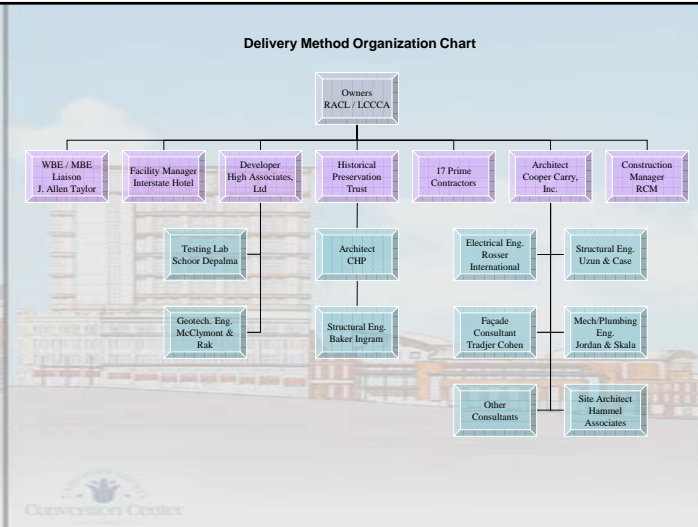 Delivery Method Organization Chart
Owners
RACL / LCCCA
WBE / MBE
Liaison
J. Allen Taylor
Facility Manager
Interstate Hotel
Developer
High Associates,
Ltd
Historical
Preservation
Trust
17 Prime
Contractors
Architect
Cooper Carry,
Inc.
Construction
Manager
RCM
Testing Lab
Schoor Depalma
Architect
CHP
Electrical Eng.
Rosser
International
Structural Eng.
Uzun & Case
Geotech. Eng.
McClymont &
Rak
Structural Eng.
Baker Ingram
Façade
Consultant
Tradjer Cohen
Mech/Plumbing
Eng.
Jordan & Skala
Other
Consultants
Site Architect
Hammel
Associates
Convention Center